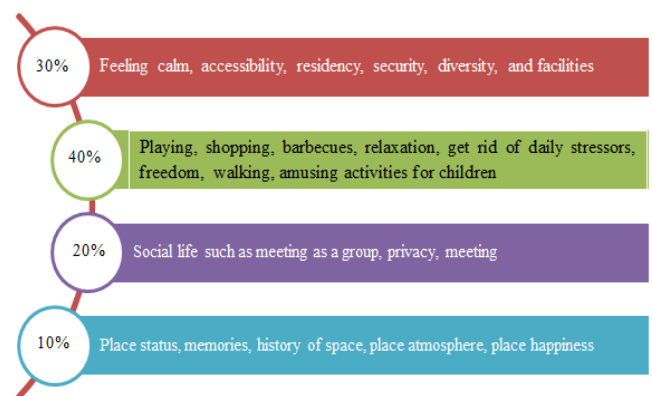 30%
Feeling calm, accessibility, residency, security, diversity, and facilities
40%
Playing, shopping, barbecues, relaxation, get rid of daily stressors,
freedom, walking, amusing activities for children
20%
Social life such as meeting as a group, privacy, meeting
10%
Place status, memories, history of space, place atmosphere, place happiness